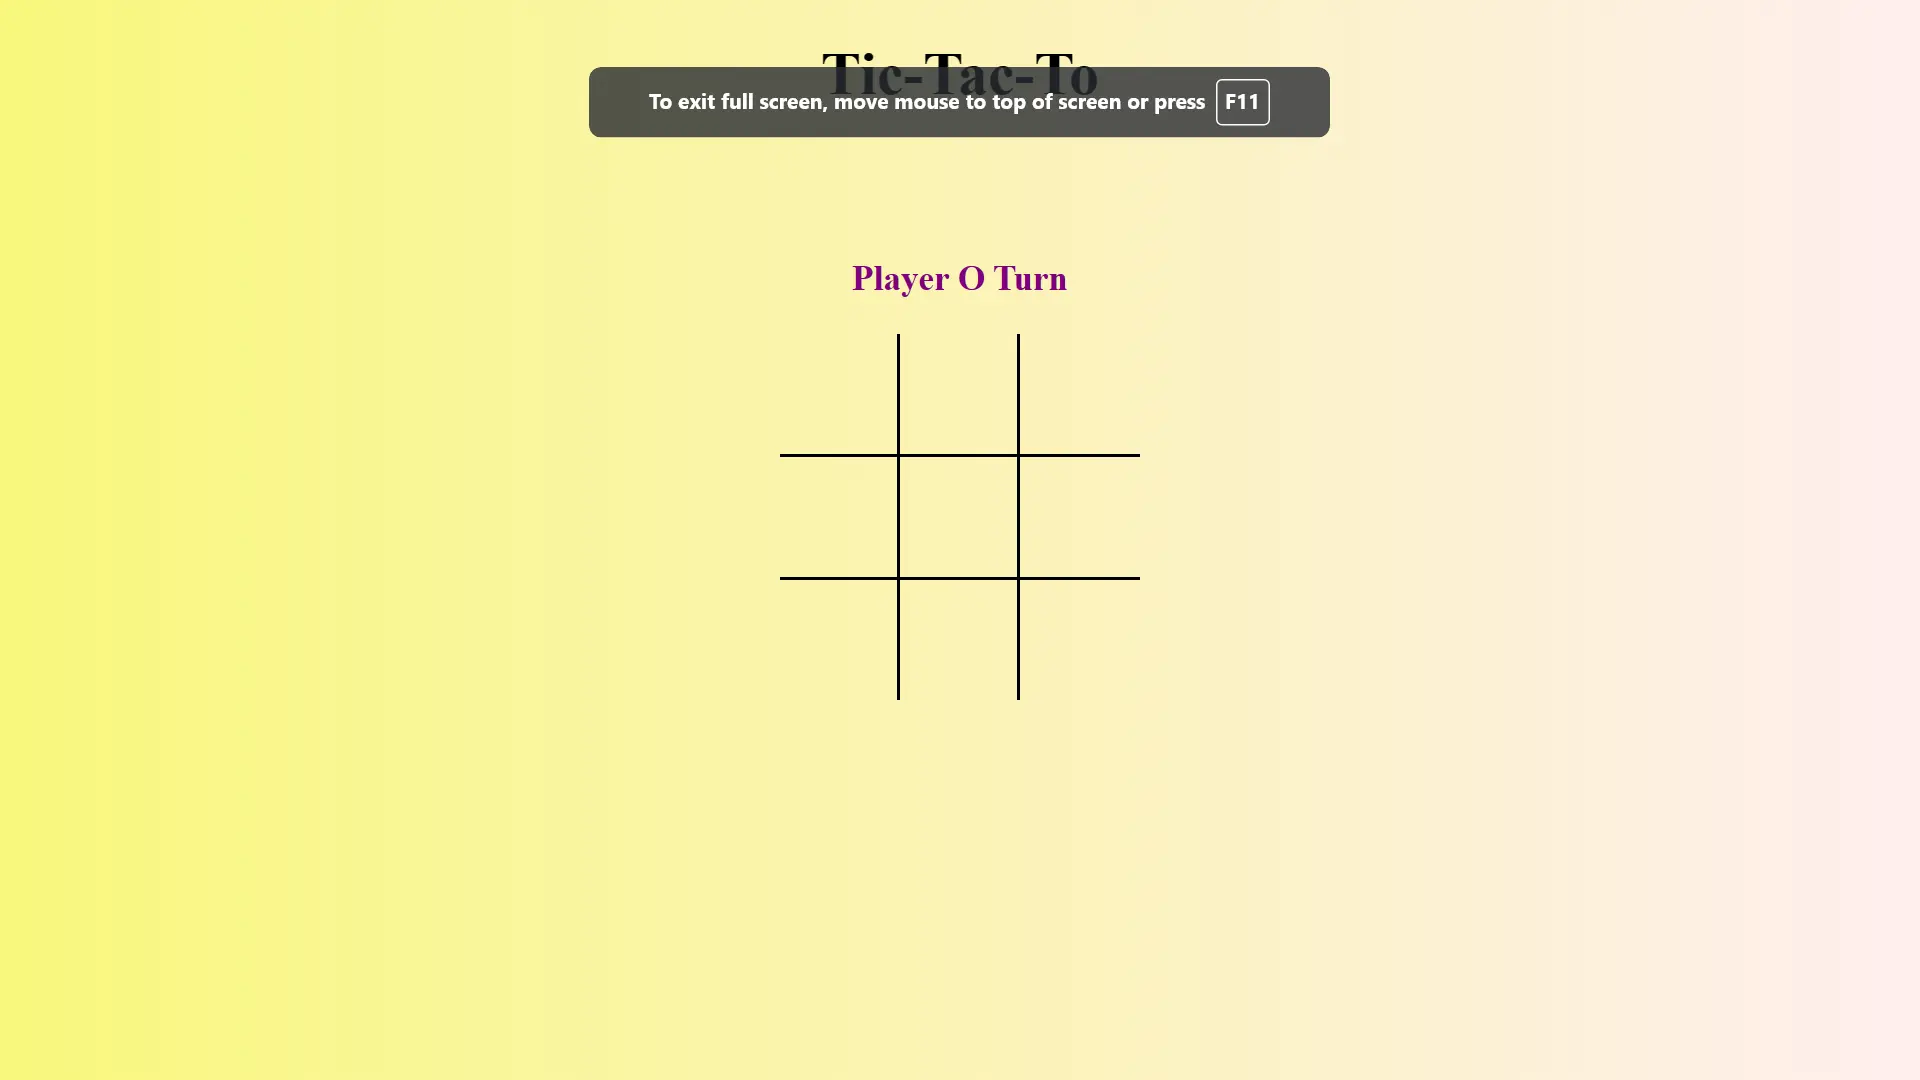 Tic-Tac-To
To exit full screen, move mouse to top of screen or press F11
Player O Turn